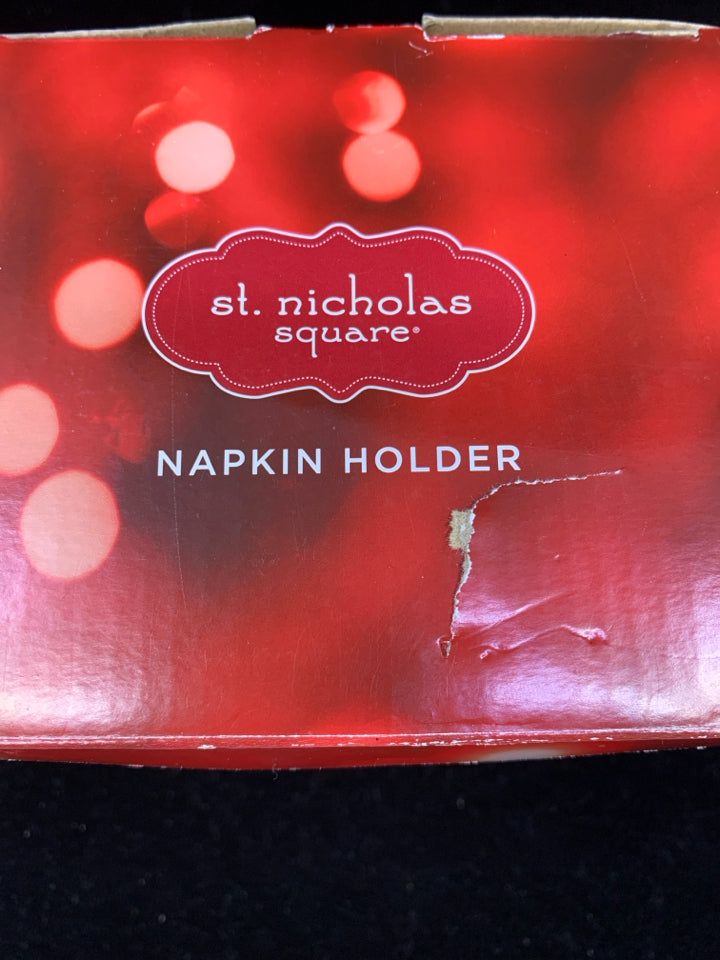 st. nicholas
square®
NAPKIN HOLDER